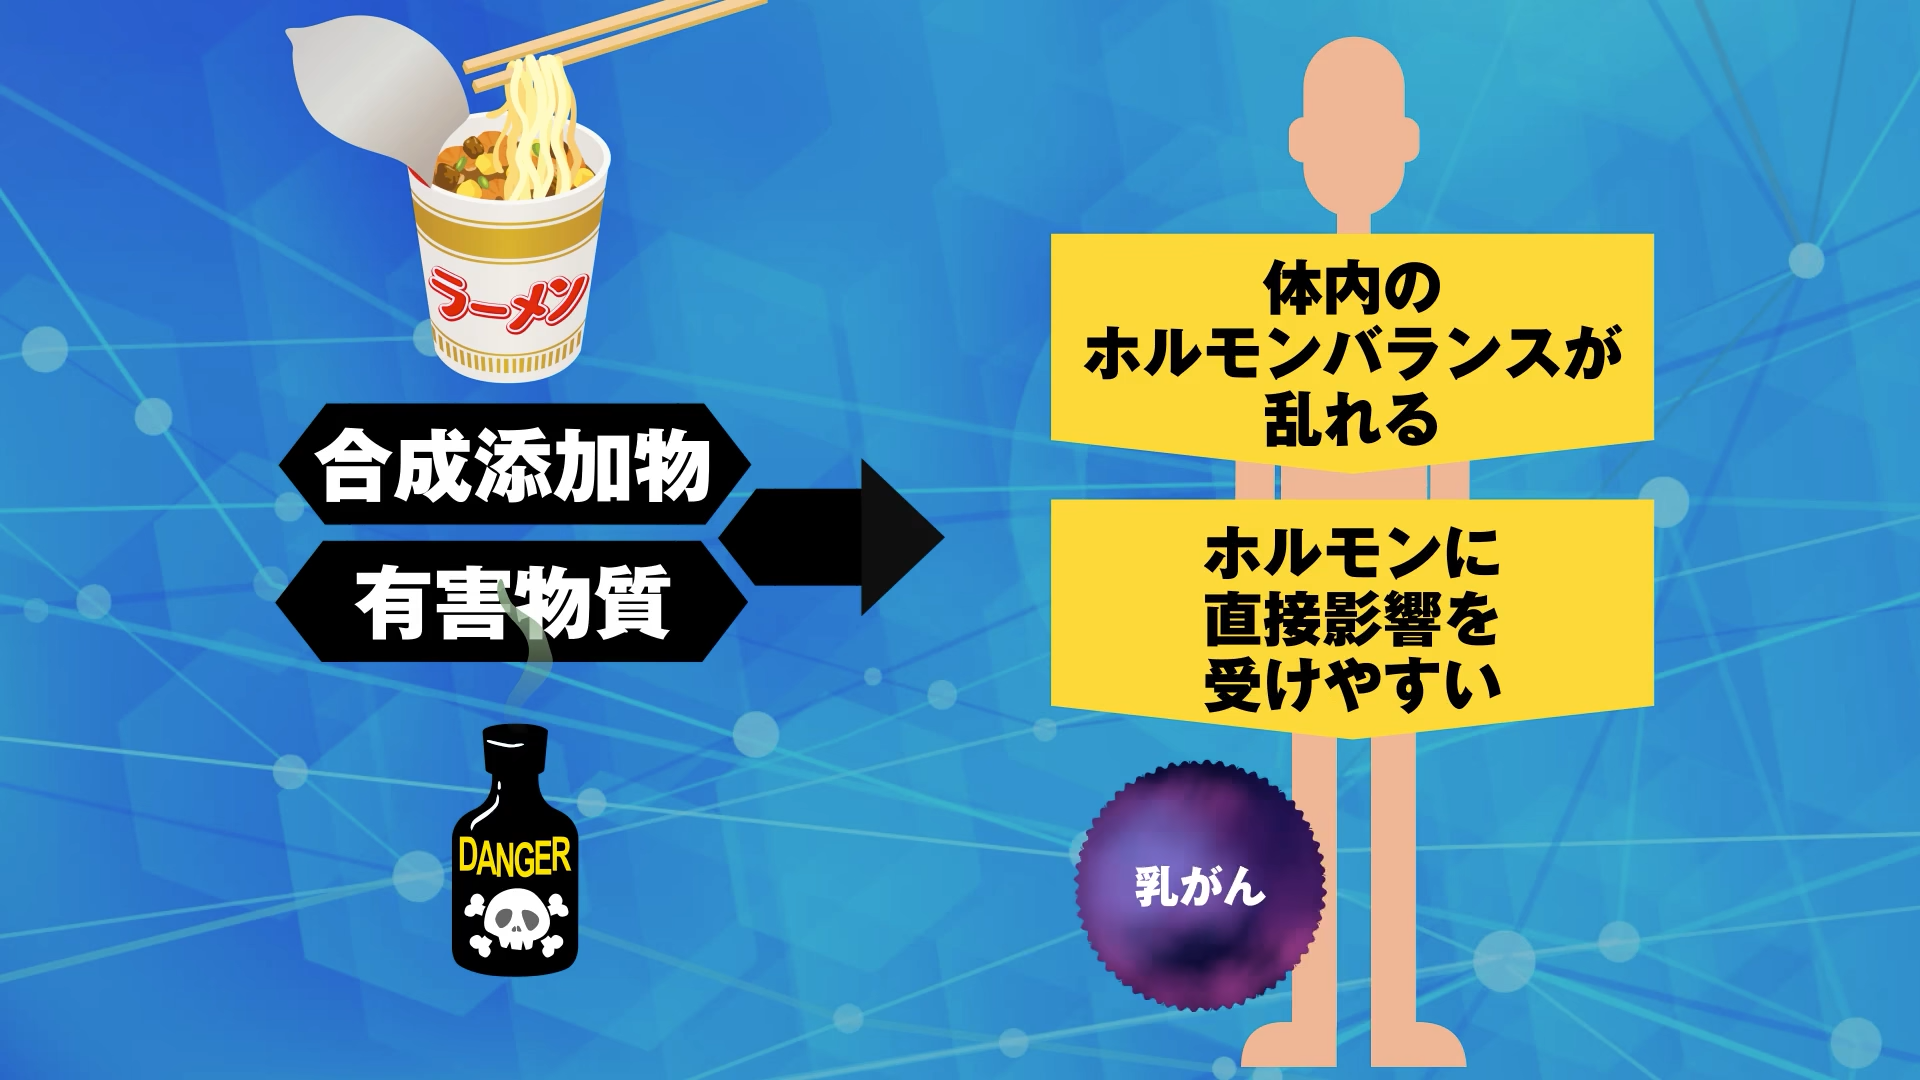 ラーメン
合成添加物
有害物質
DANGER
体内の
ホルモンバランスが
乱れる
ホルモンに
直接影響を
受けやすい
乳がん